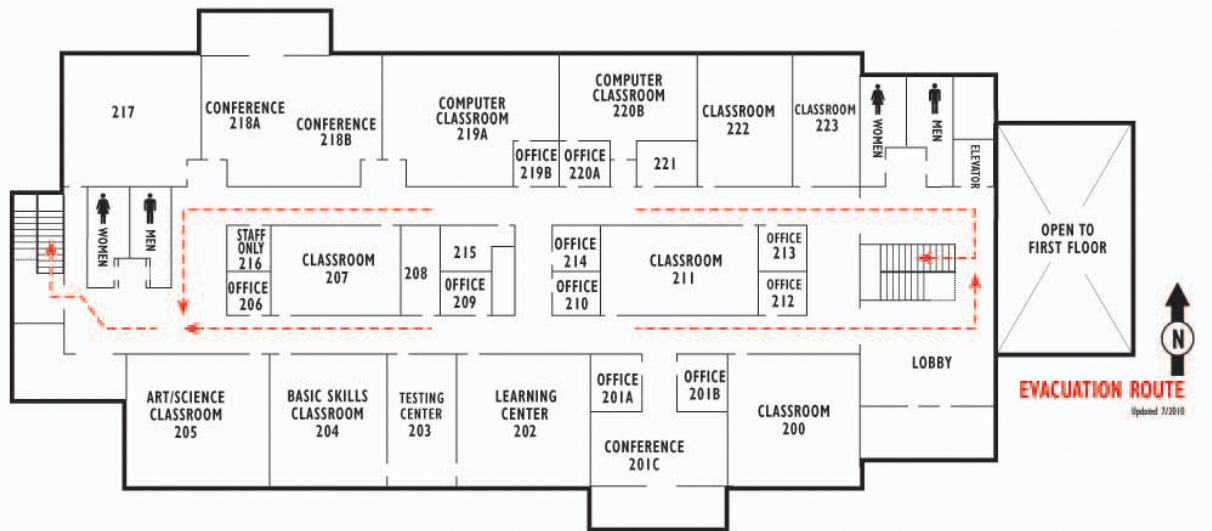 217
CONFERENCE
218A
CONFERENCE
218B
COMPUTER
CLASSROOM
219A
OFFICE
219B
COMPUTER
CLASSROOM
220B
OFFICE
220A
221
CLASSROOM
222
CLASSROOM
223
WOMEN
MEN
ELEVATOR
WOMEN
MEN
STAFF
ONLY
216
OFFICE
206
CLASSROOM
207
208
215
OFFICE
209
OFFICE
214
OFFICE
210
CLASSROOM
211
OFFICE
213
OFFICE
212
OPEN TO
FIRST FLOOR
N
LOBBY
EVACUATION ROUTE
Updated 7/2010
ART/SCIENCE
CLASSROOM
205
BASIC SKILLS
CLASSROOM
204
TESTING
CENTER
203
LEARNING
CENTER
202
OFFICE
201A
OFFICE
201B
CONFERENCE
201C
CLASSROOM
200